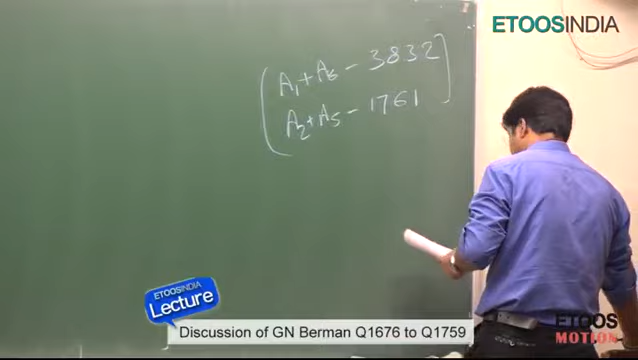 ETOOSINDIA
A1 + A6 - 3832
A2 + A5 - 1761
ETOOSINDIA
Lecture
Discussion of GN Berman Q1676 to Q1759
ETOOS
MOTION